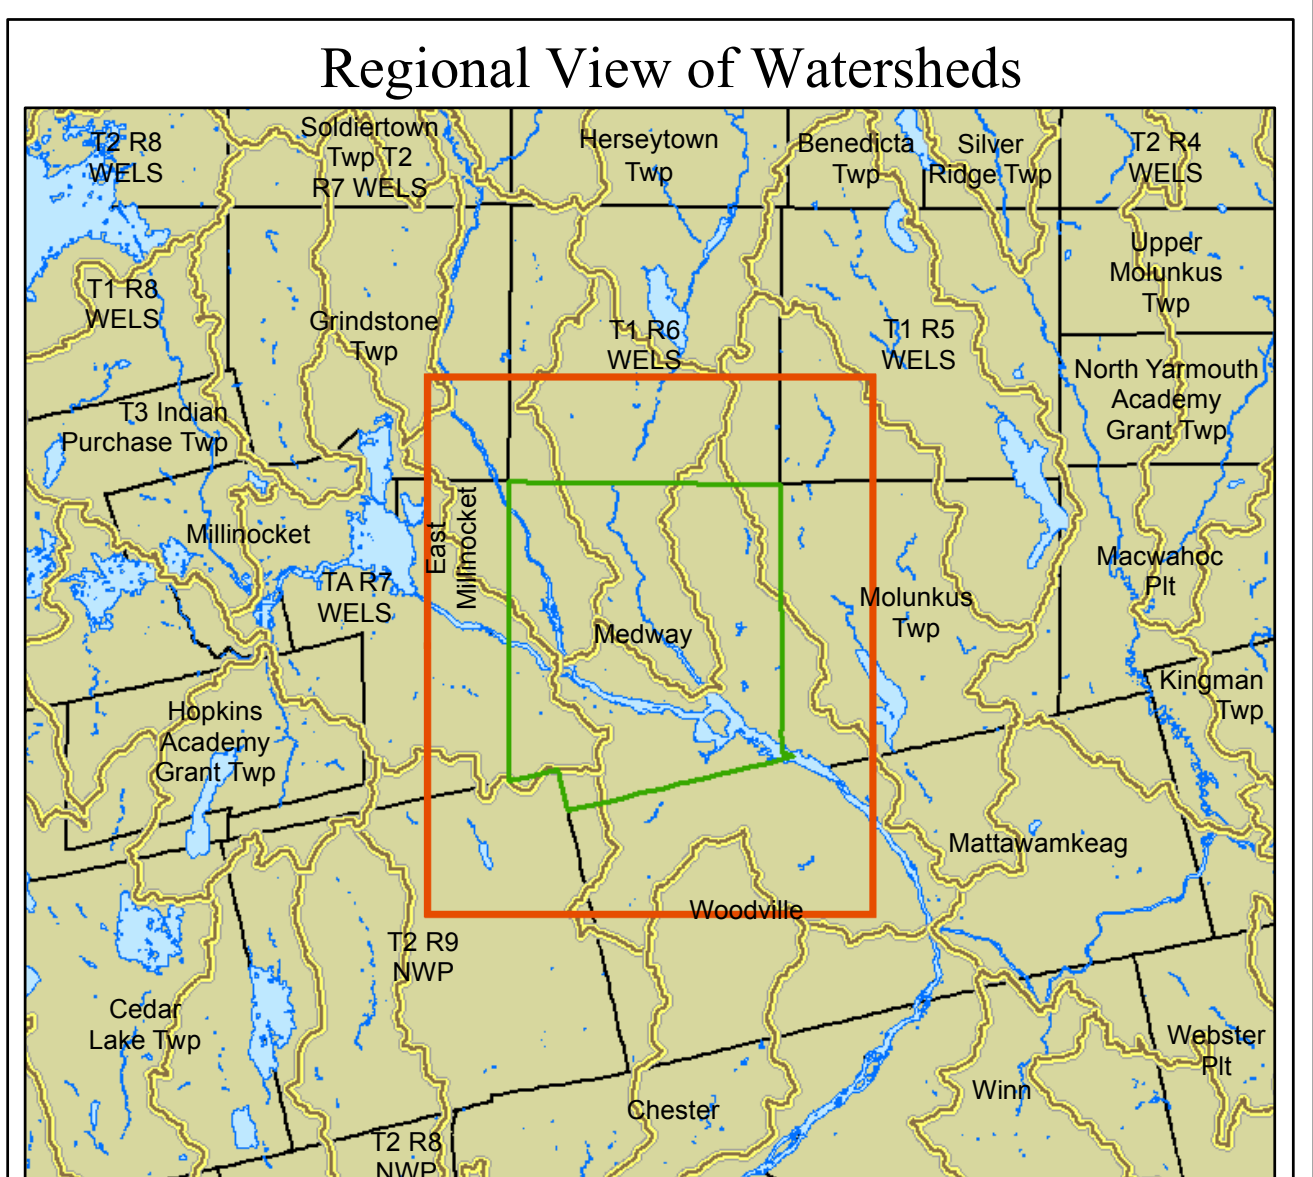 Regional View of Watersheds
T2 R8
WELS
Soldiertown
Twp T2
R7 WELS
Herseytown
Twp
Benedicta
Twp
Silver
Ridge Twp
T2 R4
WELS
Upper
Molunkus
Twp
T1 R8
WELS
Grindstone
Twp
T1 R6
WELS
T1 R5
WELS
North Yarmouth
Academy
Grant Twp
T3 Indian
Purchase Twp
Millinocket
East
Millinocket
TA R7
WELS
Medway
Molunkus
Twp
Macwahoc
Plt
Kingman
Twp
Hopkins
Academy
Grant Twp
Mattawamkeag
Woodville
T2 R9
NWP
Cedar
Lake Twp
Webster
Plt
Winn
Chester
T2 R8
NWP